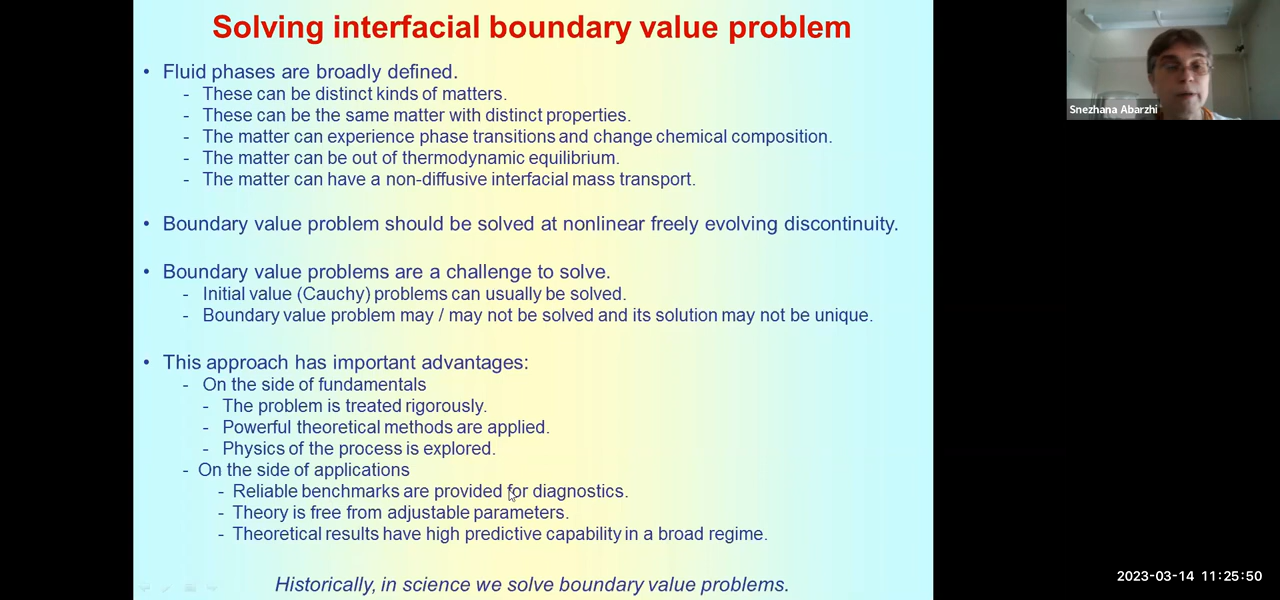 Solving interfacial boundary value problem
• Fluid phases are broadly defined.
- These can be distinct kinds of matters.
- These can be the same matter with distinct properties.
- The matter can experience phase transitions and change chemical composition.
- The matter can be out of thermodynamic equilibrium.
- The matter can have a non-diffusive interfacial mass transport.
• Boundary value problem should be solved at nonlinear freely evolving discontinuity.
• Boundary value problems are a challenge to solve.
- Initial value (Cauchy) problems can usually be solved.
- Boundary value problem may / may not be solved and its solution may not be unique.
• This approach has important advantages:
- On the side of fundamentals
- The problem is treated rigorously.
- Powerful theoretical methods are applied.
- Physics of the process is explored.
- On the side of applications
- Reliable benchmarks are provided for diagnostics.
- Theory is free from adjustable parameters.
- Theoretical results have high predictive capability in a broad regime.
Historically, in science we solve boundary value problems.
Snezhana Abarzhi
2023-03-14 11:25:50